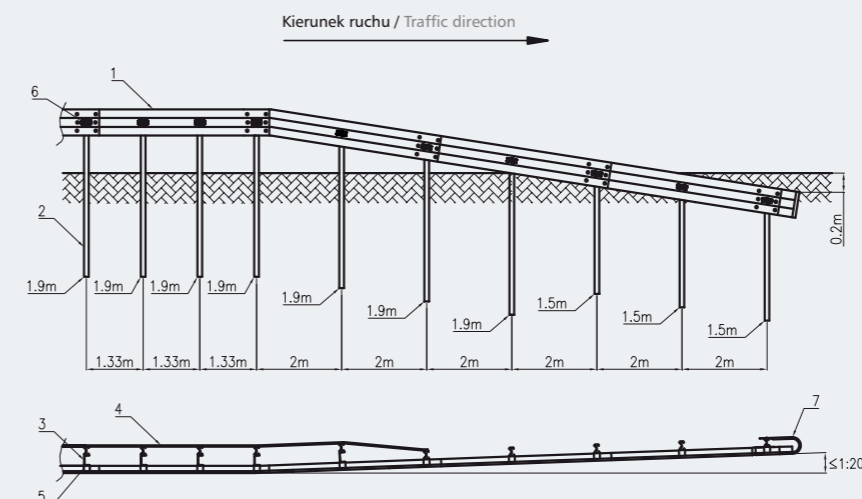 Kierunek ruchu / Traffic direction
1
6
2
0.2m
1.9m 1.9m 1.9m 1.9m 1.9m 1.9m 1.9m 1.5m 1.5m 1.5m
1.33m 1.33m 1.33m 2m 2m 2m 2m 2m 2m
4
7
3
≤1:20
5